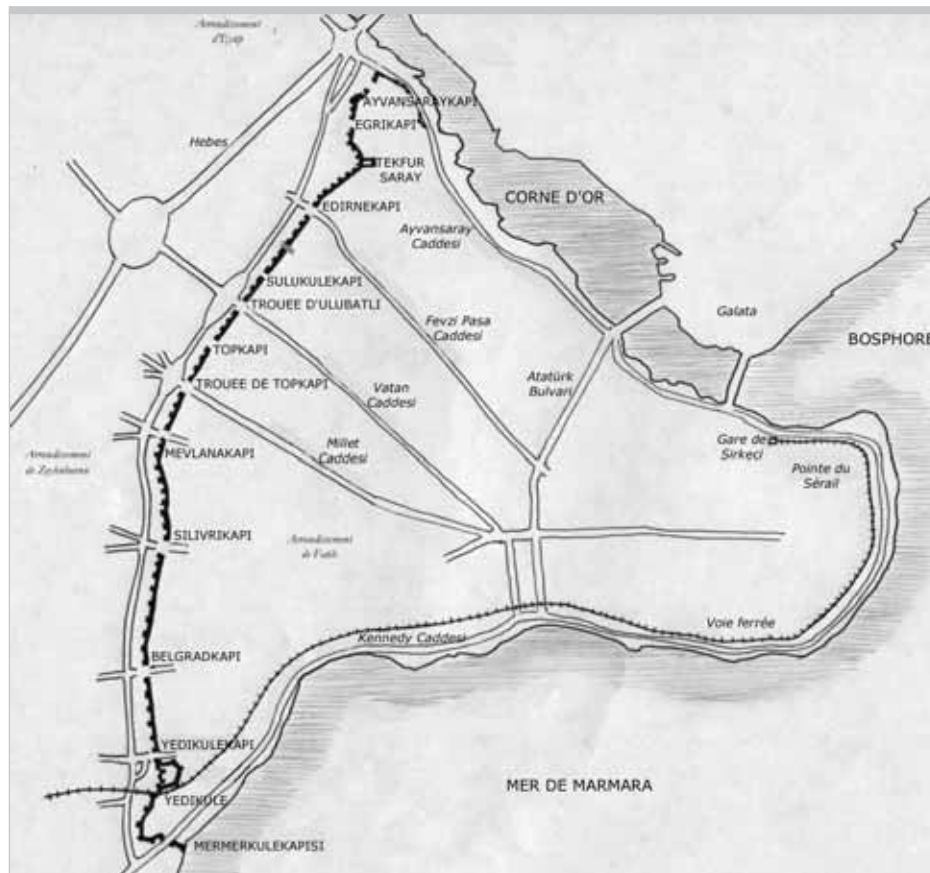 Arrondissement
d'Eyüp
Hebes
AYVANSARAYKAPI
EGRIKAPI
TEKFUR
SARAY
CORNE D'OR
EDIRNEKAPI
Ayvansaray
Caddesi
SULUKULEKAPI
TROUEE D'ULUBATLI
Galata
Fevzi Pasa
Caddesi
BOSPHORE
TOPKAPI
Vatan
Caddesi
Atatürk
Bulvari
TROUEE DE TOPKAPI
Millet
Caddesi
Gare de
Sirkeçi
MEVLANAKAPI
Arrondissement
de
Pointe du
Sérail
SILIVRIKAPI
Arrondissement
de Fatih
Voie ferrée
Kennedy Caddesi
BELGRADKAPI
YEDIKULEKAPI
MER DE MARMARA
YEDIKULE
MERMERKULEKAPISI